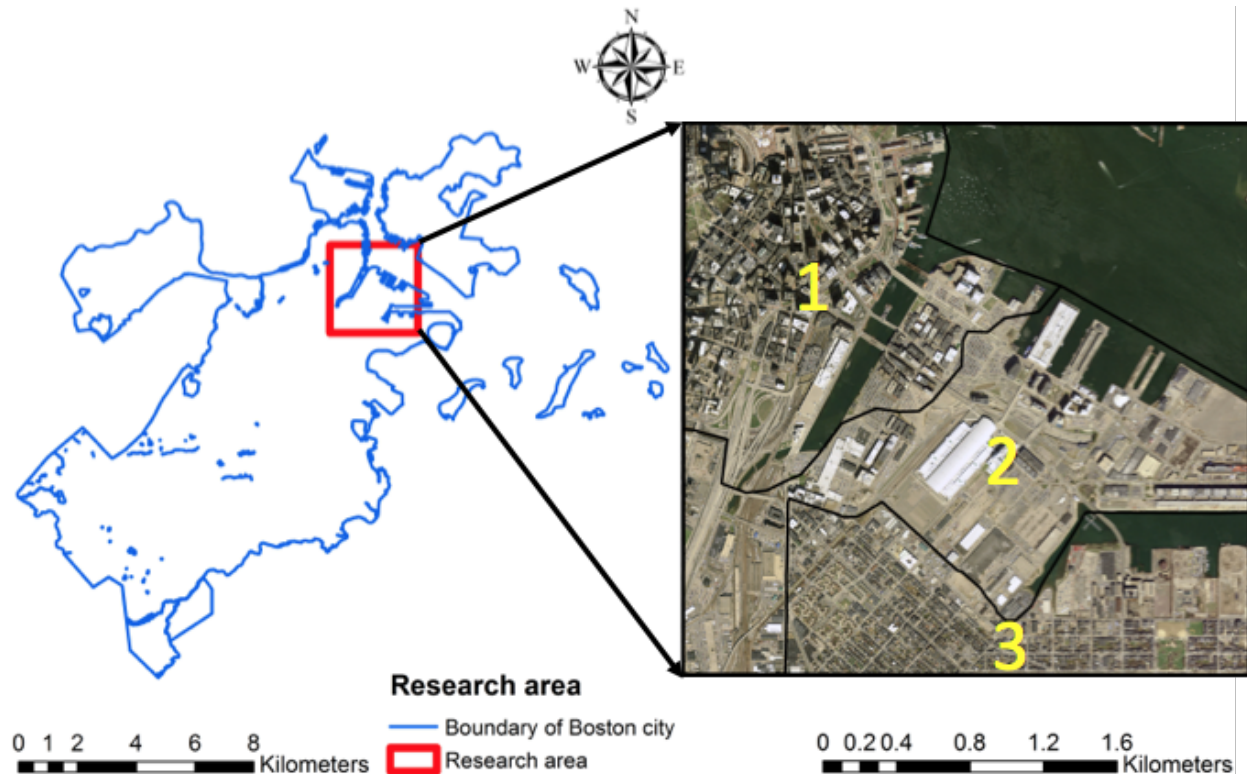 N
W E
S
1
2
3
Research area
Boundary of Boston city
Research area
0 1 2 4 6 8
Kilometers
0 0.2 0.4 0.8 1.2 1.6
Kilometers